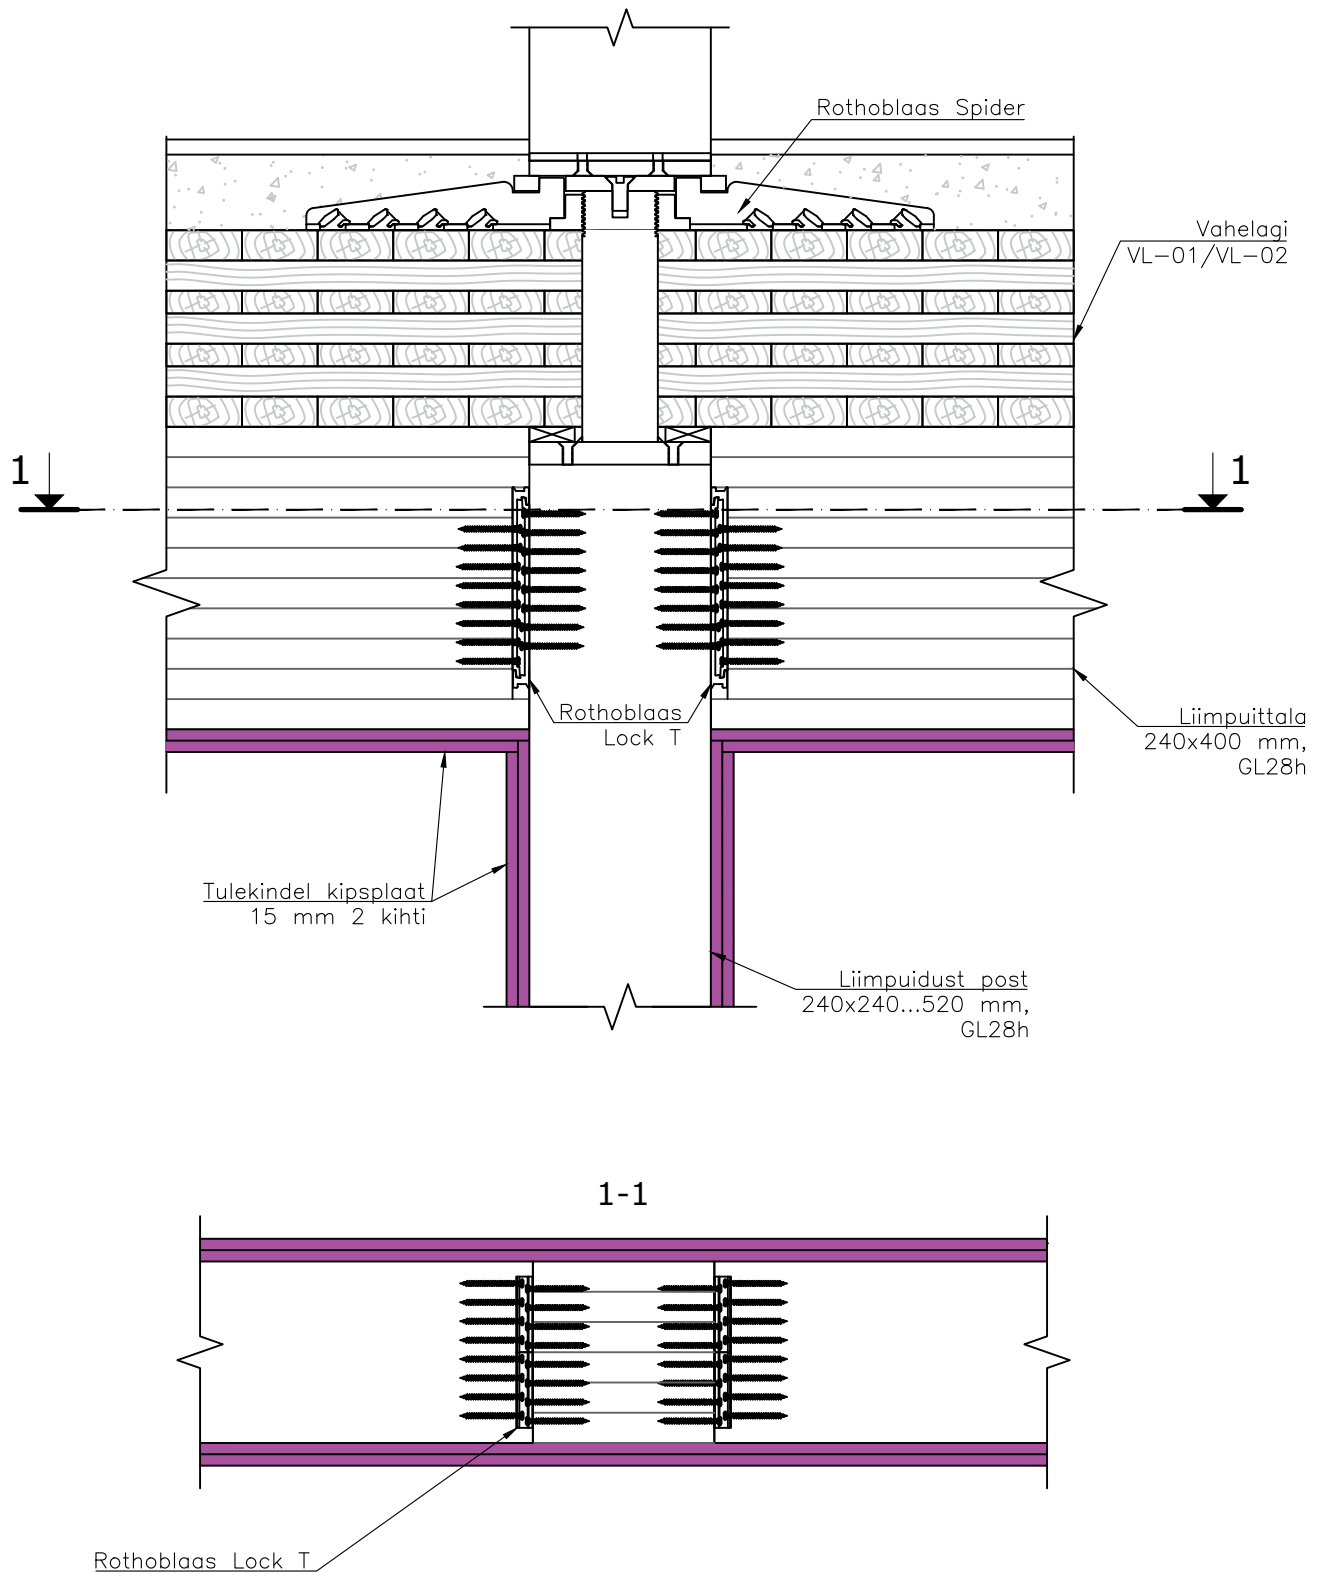 Rothoblaas Spider
Vahelagi
VL-01/VL-02
1
1
Rothoblaas
Lock T
Liimpuittala
240x400 mm,
GL28h
Tulekindel kipsplaat
15 mm 2 kihti
Liimpuidust post
240x240...520 mm,
GL28h
1-1
Rothoblaas Lock T